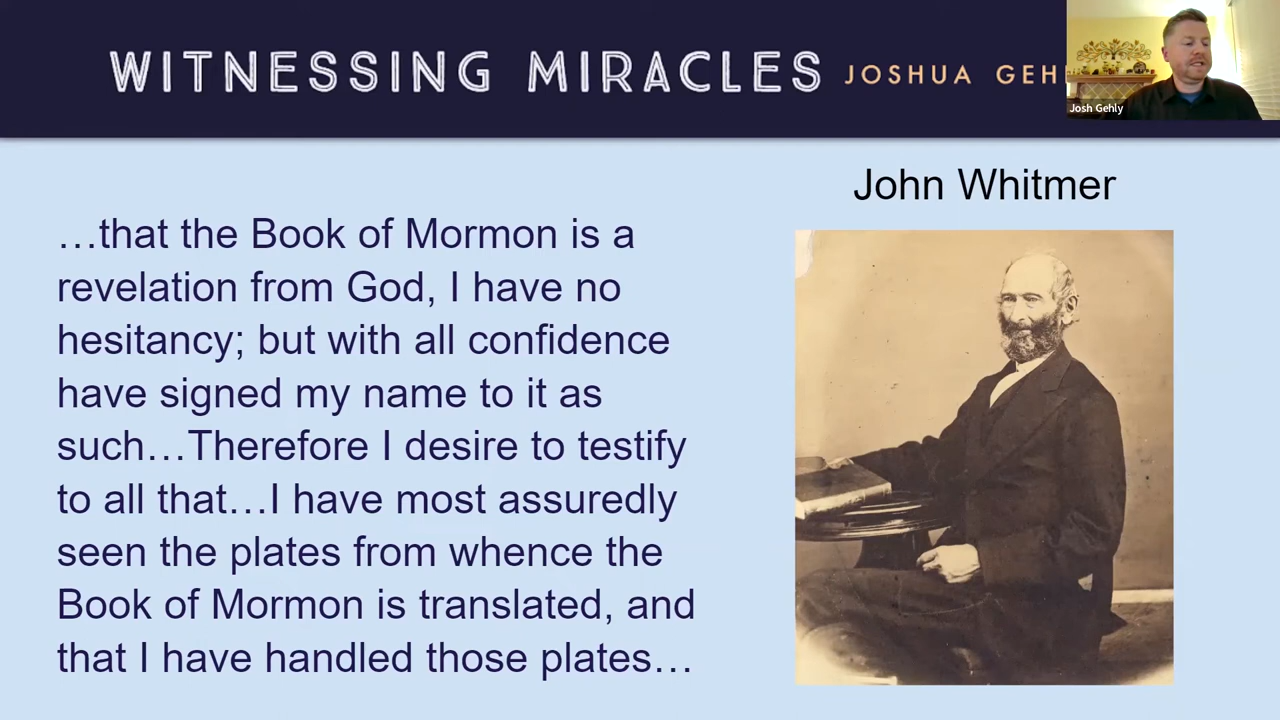 WITNESSING MIRACLES JOSHUA GEH
Josh Gehly
John Whitmer
…that the Book of Mormon is a
revelation from God, I have no
hesitancy; but with all confidence
have signed my name to it as
such…Therefore I desire to testify
to all that…I have most assuredly
seen the plates from whence the
Book of Mormon is translated, and
that I have handled those plates…